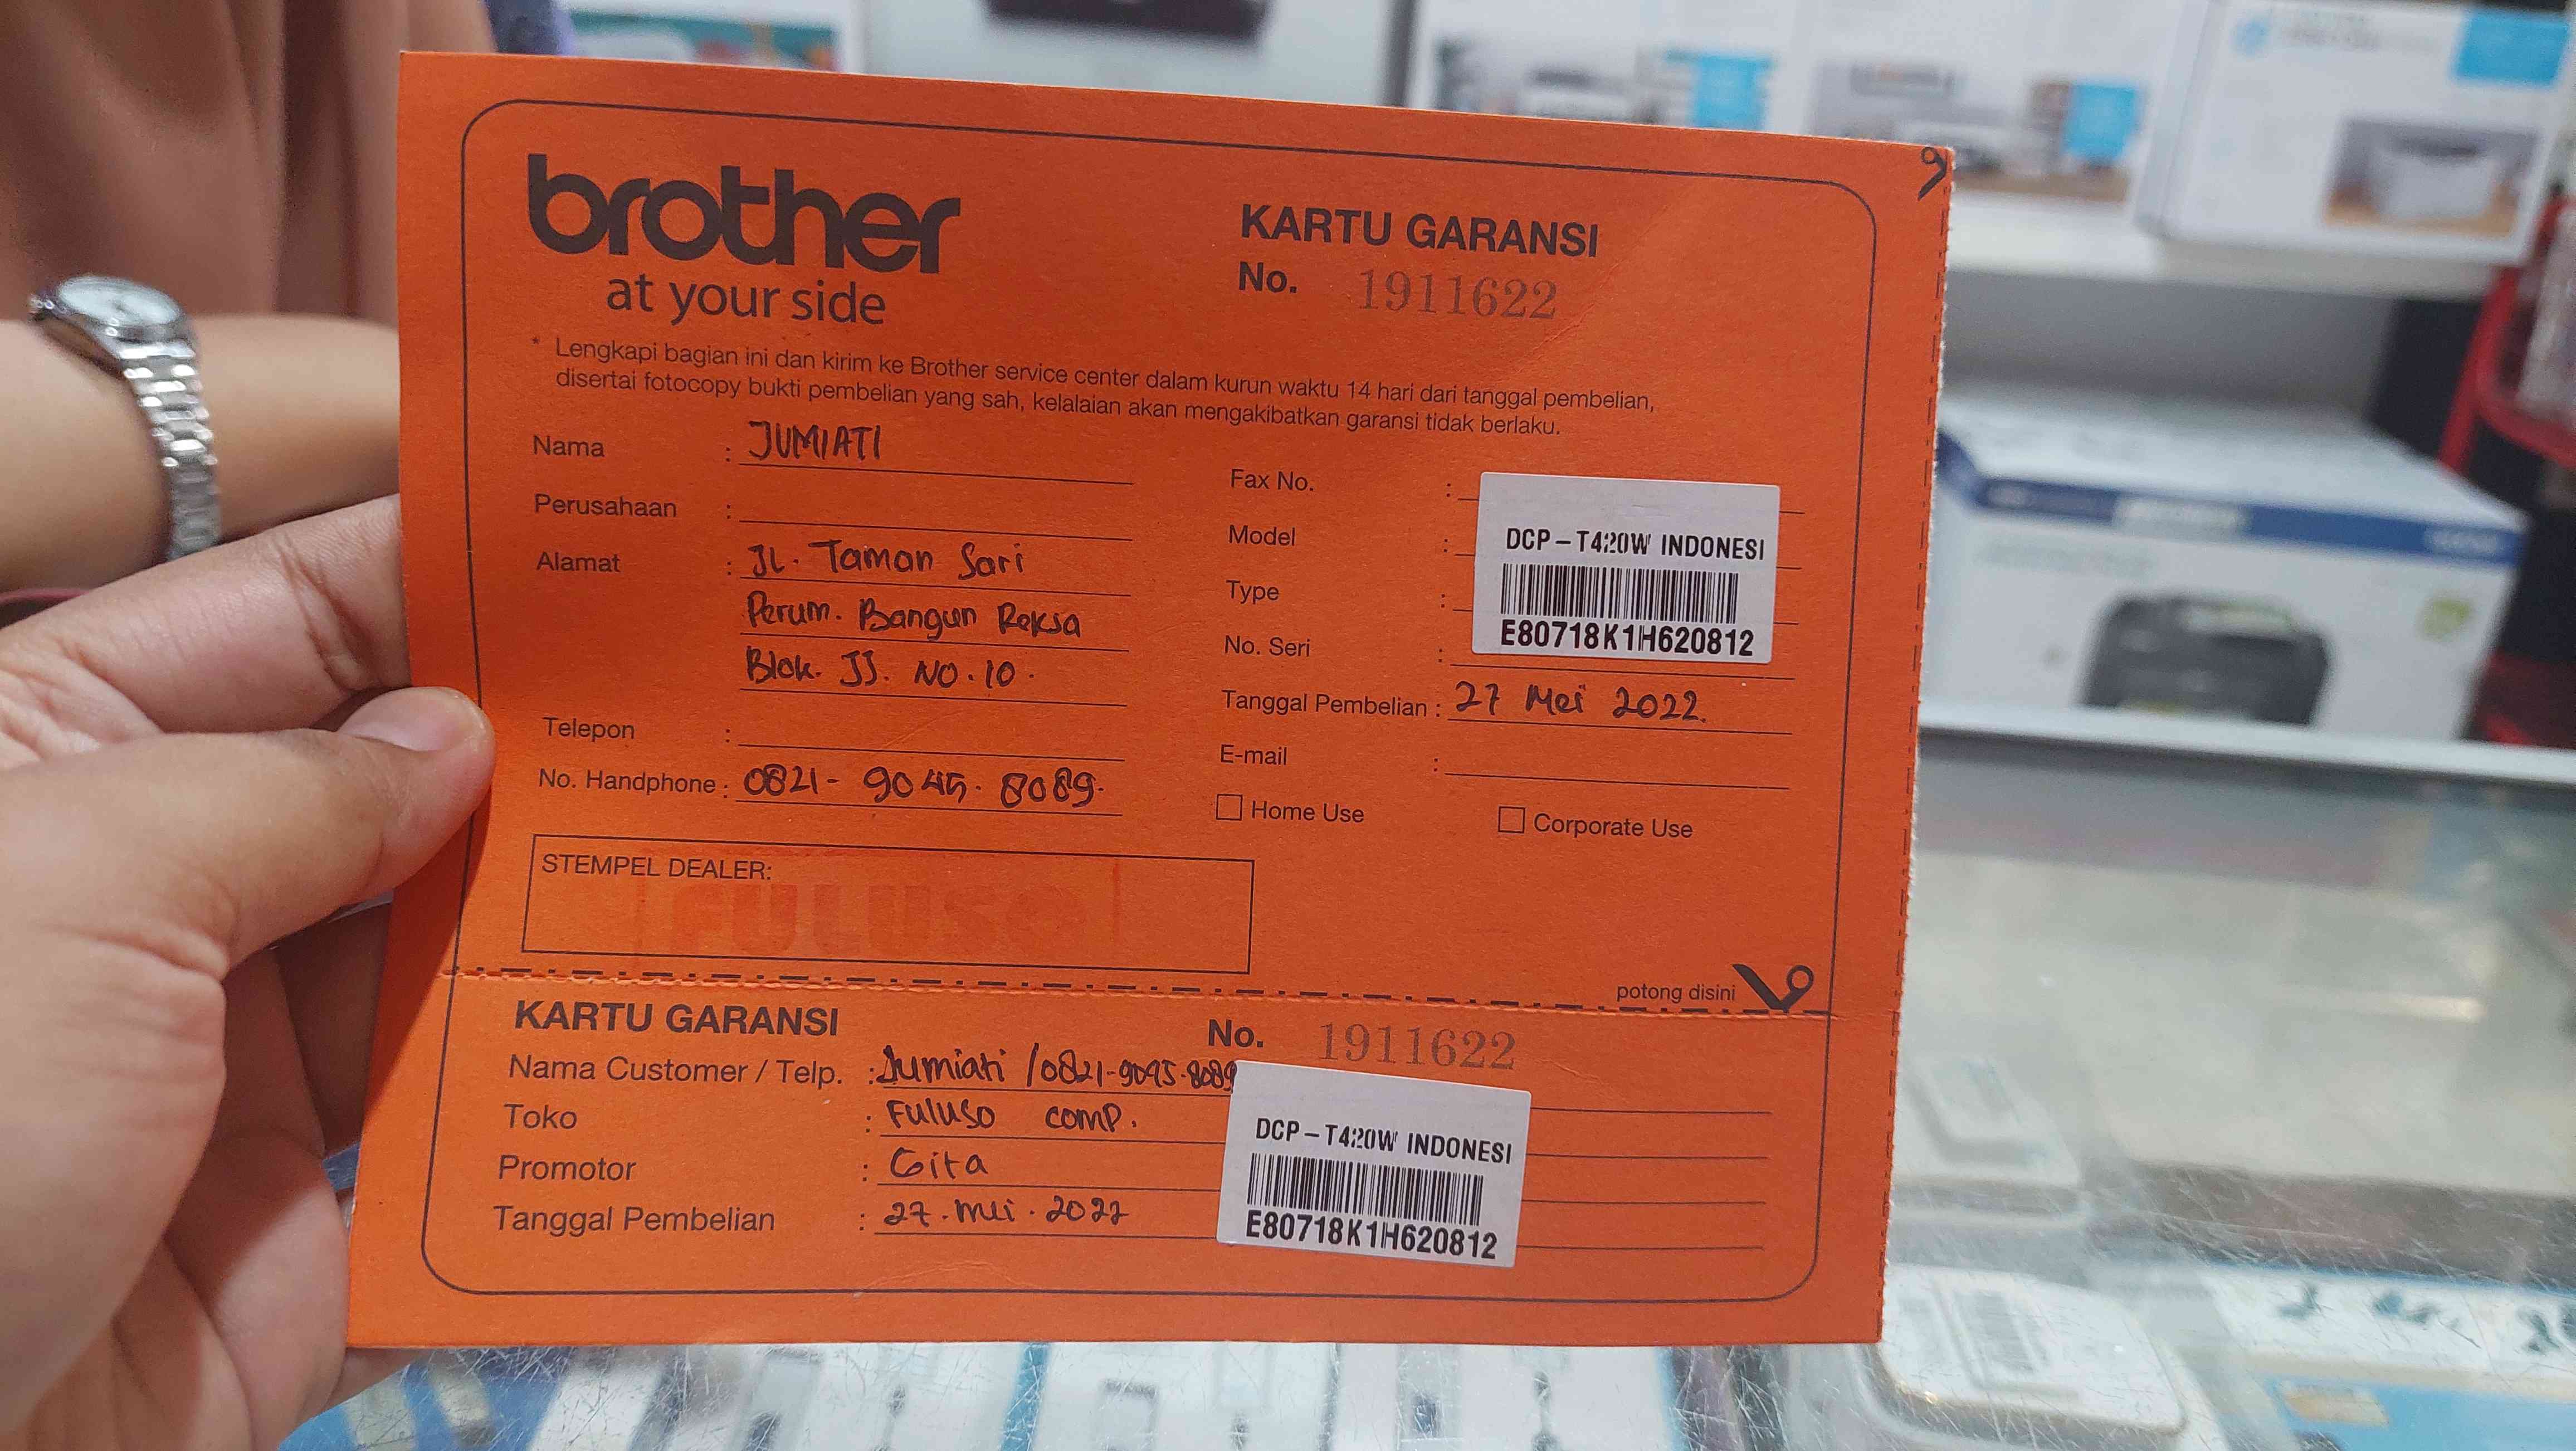 brother
at your side
KARTU GARANSI
No. 1911622
* Lengkapi bagian ini dan kirim ke Brother service center dalam kurun waktu 14 hari dari tanggal pembelian,
disertai fotocopy bukti pembelian yang sah, kelalaian akan mengakibatkan garansi tidak berlaku.
Nama : JUMIATI
Perusahaan :
Alamat : JL. Taman Sari
Perum. Bangun Reksa
Blok. JJ. NO. 10.
Telepon :
No. Handphone : 0821- 9045. 8089.
Fax No. :
Model :
Type :
No. Seri :
DCP-T420W INDONESI
E80718K1H620812
Tanggal Pembelian : 27 Mei 2022.
E-mail :
Home Use
Corporate Use
STEMPEL DEALER:
FULUSO
potong disini
KARTU GARANSI
No. 1911622
Nama Customer / Telp. : Jumiati /0821-9095-8089
Toko : Fuluso comp.
Promotor : Gita
Tanggal Pembelian : 27. Mei. 2022
DCP-T420W INDONESI
E80718K1H620812